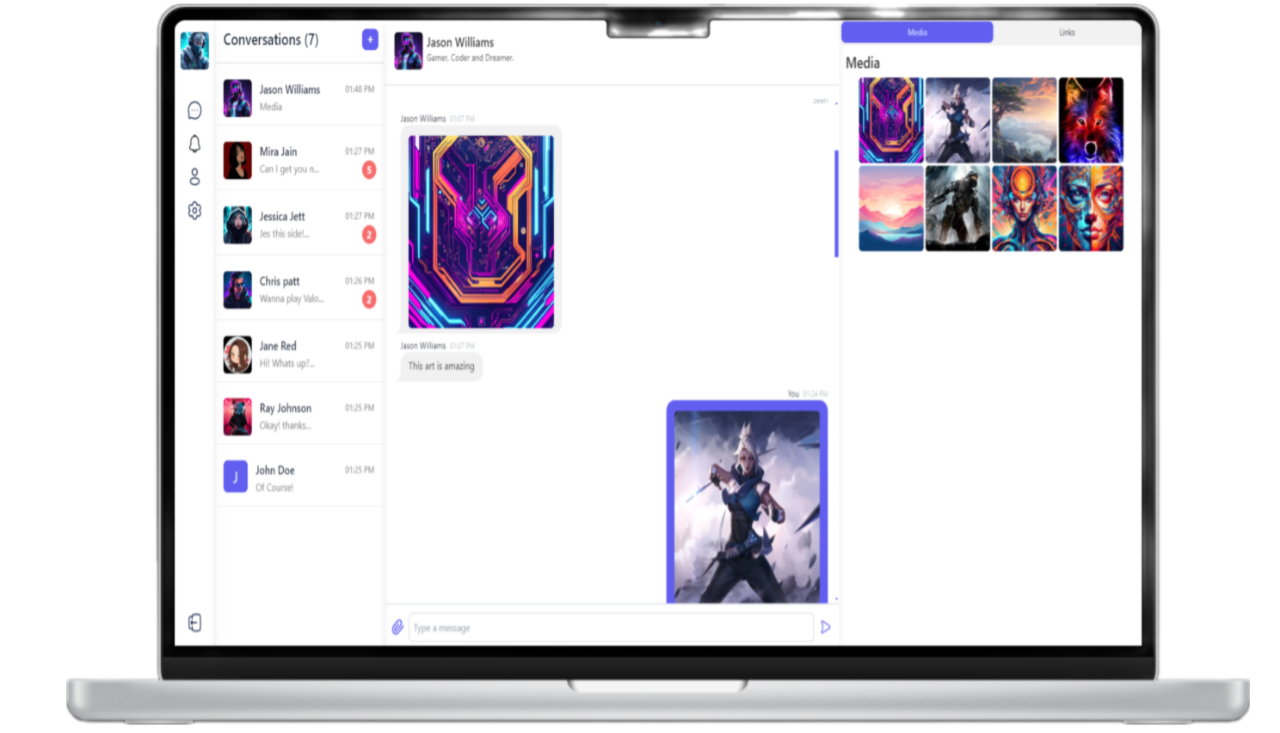 Conversations (7)
+
Jason Williams 01:48 PM
Media
Mira Jain 01:27 PM
Can I get you n...
5
Jessica Jett 01:27 PM
Jes this side!...
2
Chris patt 01:26 PM
Wanna play Valo...
2
Jane Red 01:25 PM
Hi! Whats up?...
Ray Johnson 01:25 PM
Okay! thanks...
J
John Doe 01:25 PM
Of Course!
Jason Williams
Gamer, Coder and Dreamer.
Jason Williams 01:07 PM
Jason Williams 01:07 PM
This art is amazing
You 01:24 PM
Type a message
Media
Links
Media